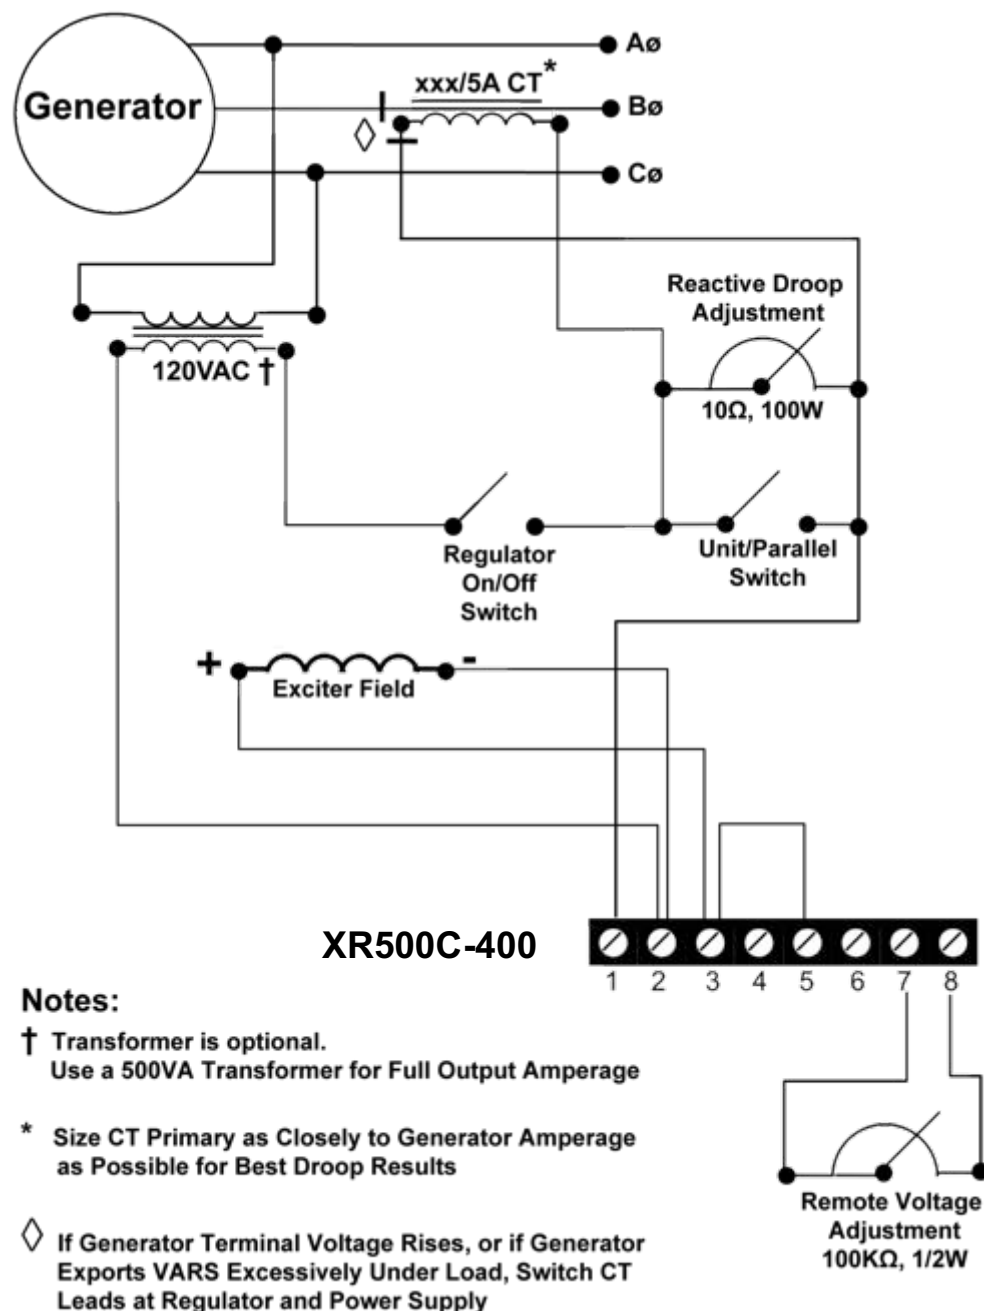 Generator
Aø
xxx/5A CT*
Bø
◊
Cø
Reactive Droop
Adjustment
10Ω, 100W
120VAC †
Regulator
On/Off
Switch
Unit/Parallel
Switch
+
-
Exciter Field
XR500C-400
1 2 3 4 5 6 7 8
Notes:
† Transformer is optional.
Use a 500VA Transformer for Full Output Amperage
* Size CT Primary as Closely to Generator Amperage
as Possible for Best Droop Results
◊ If Generator Terminal Voltage Rises, or if Generator
Exports VARS Excessively Under Load, Switch CT
Leads at Regulator and Power Supply
Remote Voltage
Adjustment
100KΩ, 1/2W